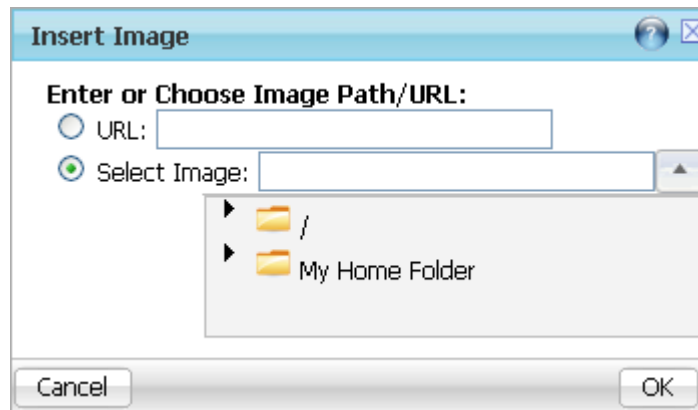 Insert Image
?
Enter or Choose Image Path/URL:
URL:
Select Image:
/
My Home Folder
Cancel
OK